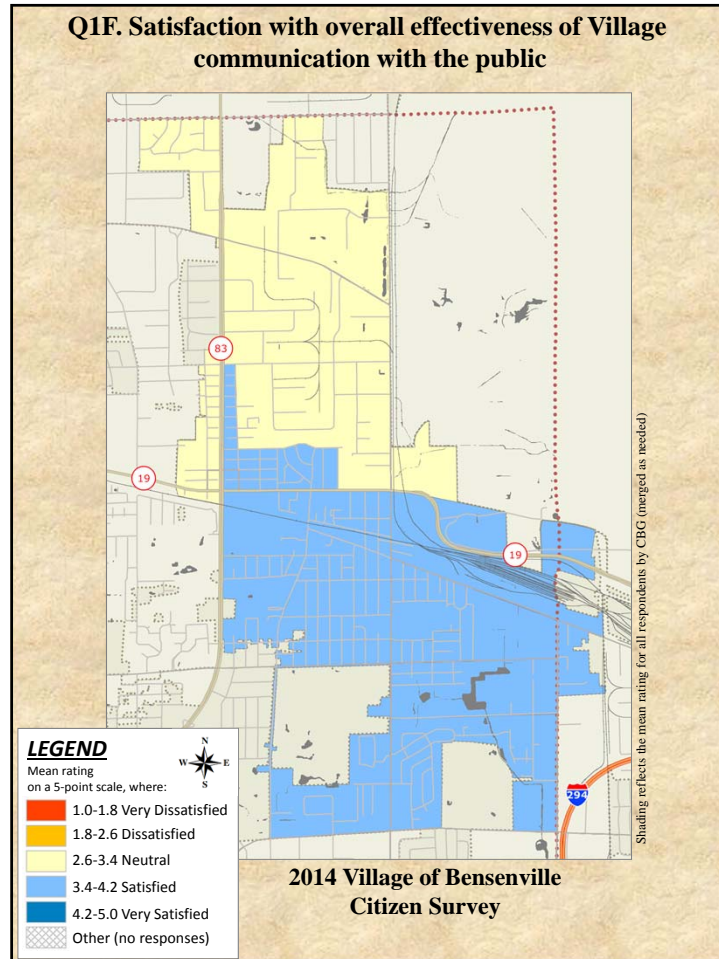 Q1F. Satisfaction with overall effectiveness of Village
communication with the public
83
19
19
294
Shading reflects the mean rating for all respondents by CBG (merged as needed)
LEGEND
N
W E
S
Mean rating
on a 5-point scale, where:
1.0-1.8 Very Dissatisfied
1.8-2.6 Dissatisfied
2.6-3.4 Neutral
3.4-4.2 Satisfied
4.2-5.0 Very Satisfied
Other (no responses)
2014 Village of Bensenville
Citizen Survey